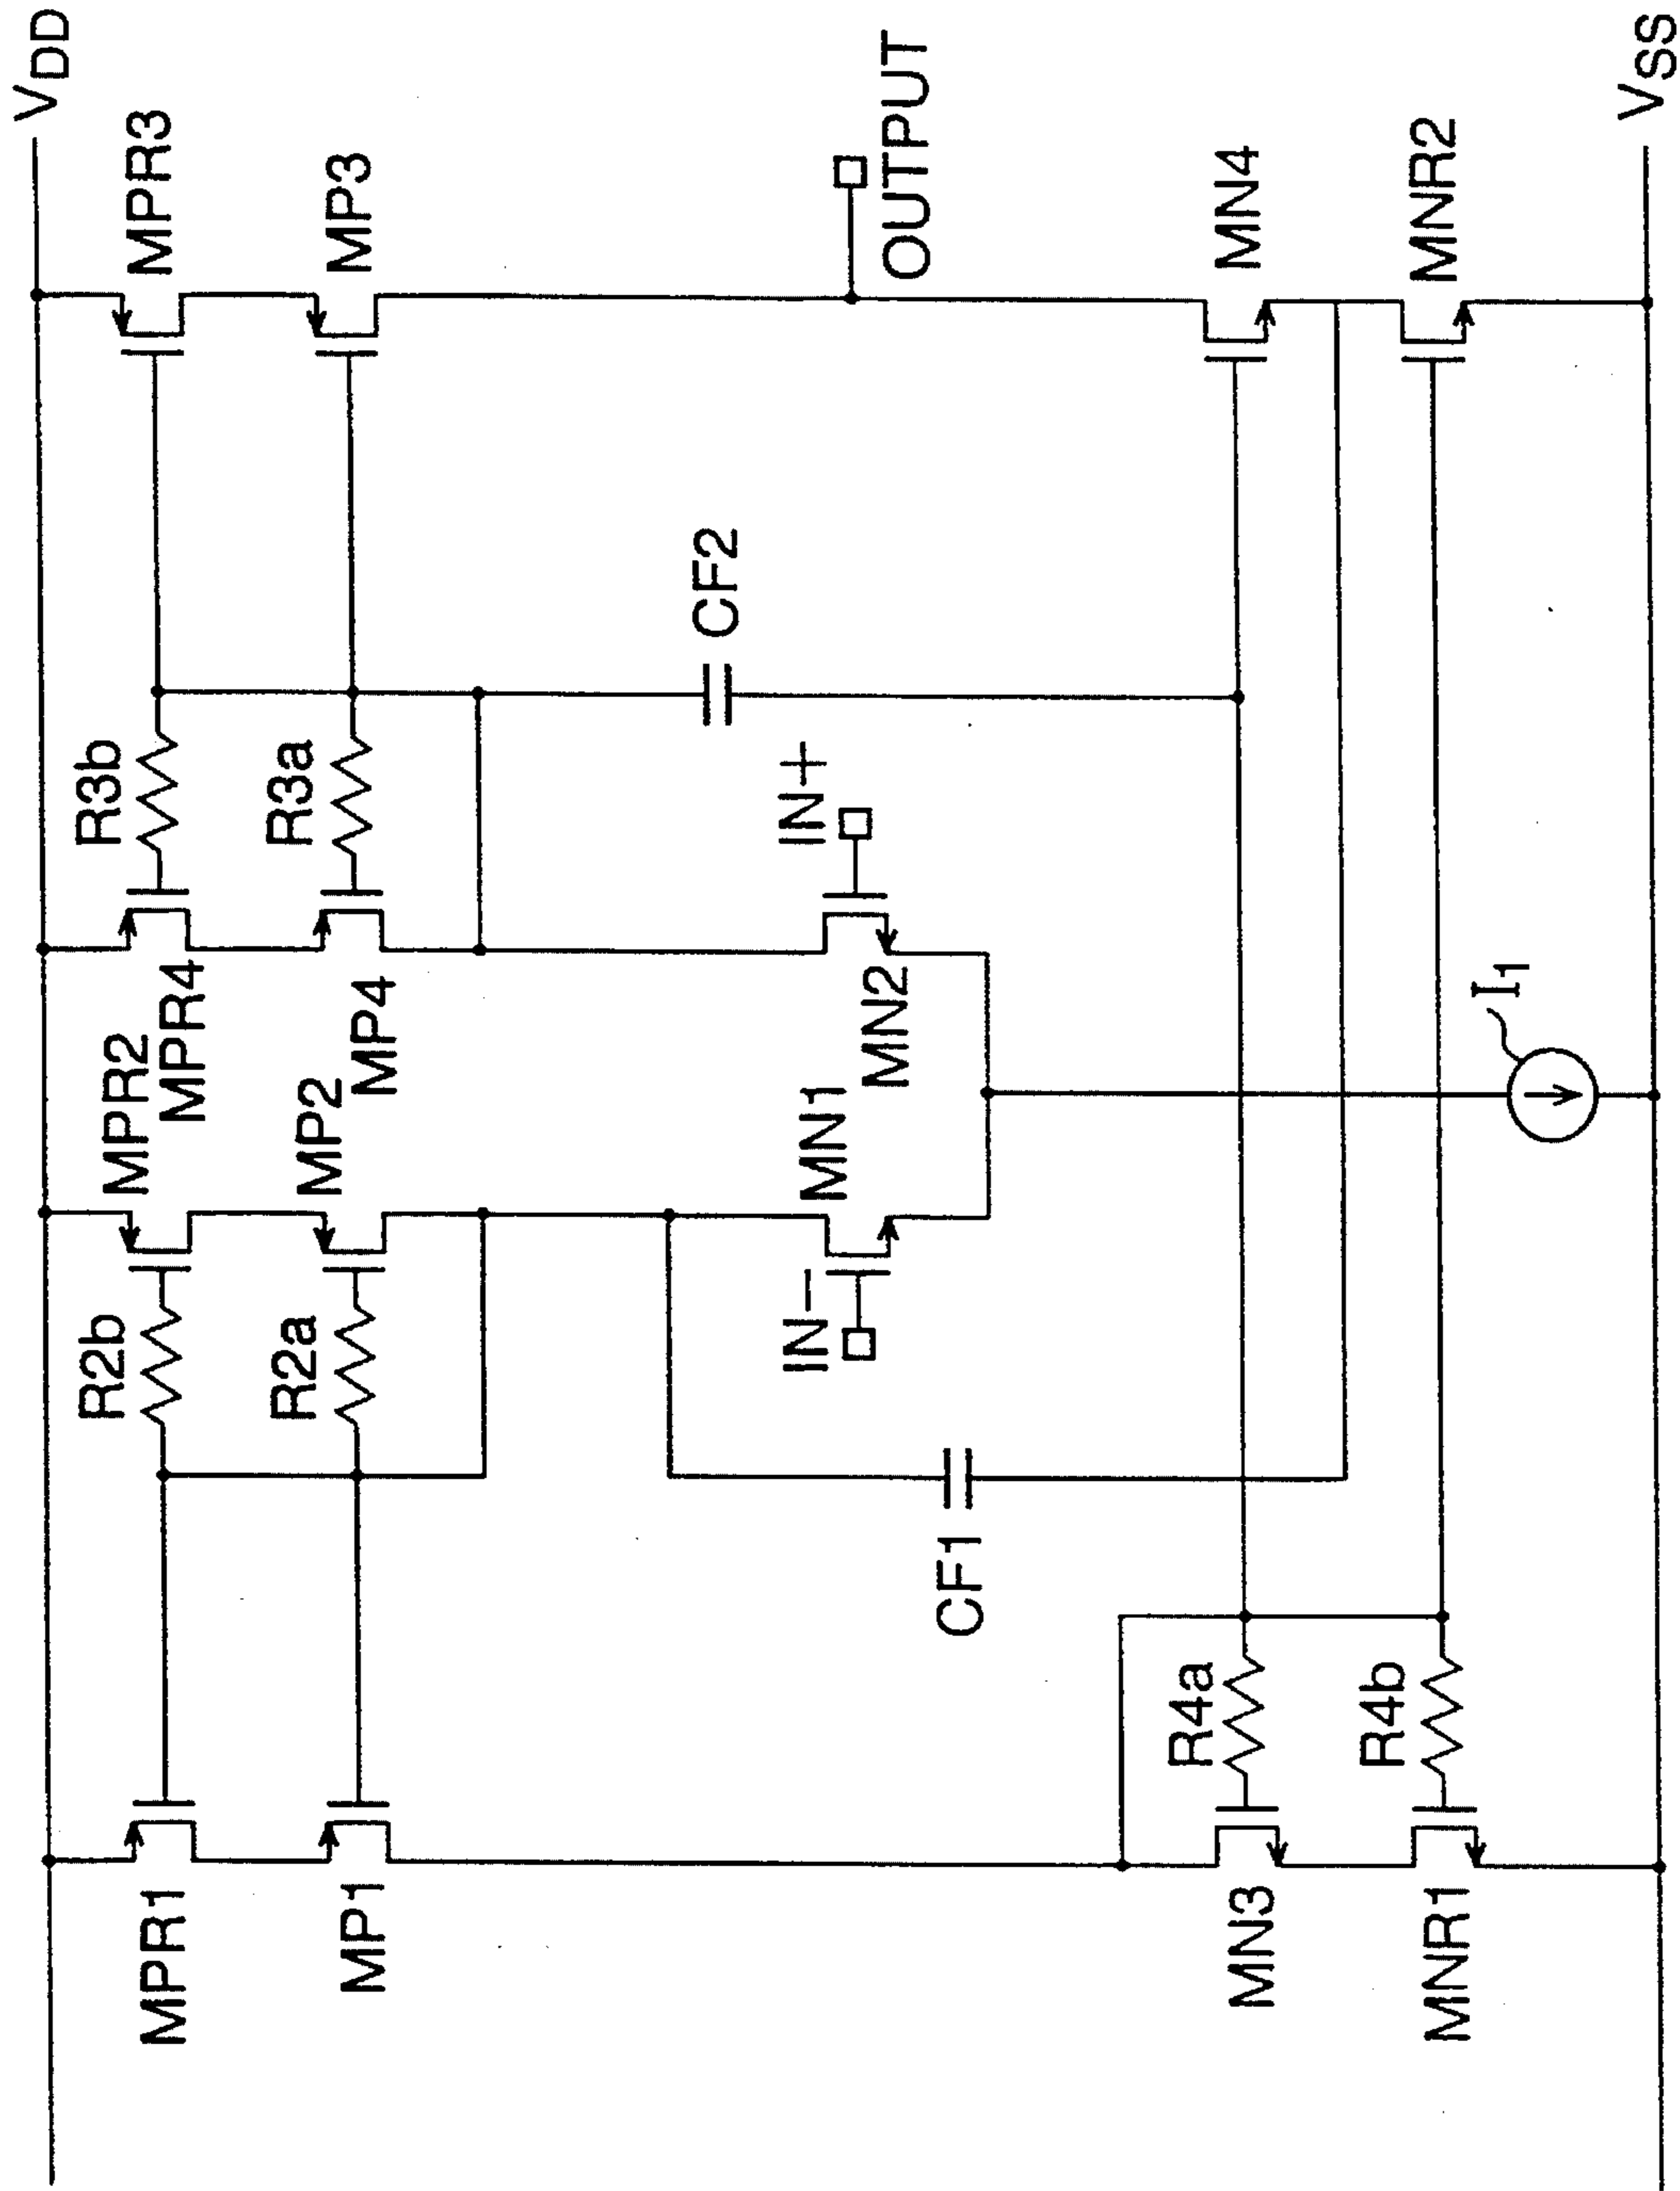 VDD
MPR1
R2b
MPR2
MPR4
R3b
MPR3
MP1
R2a
MP2
MP4
R3a
MP3
CF2
IN-
MN1
MN2
IN+
OUTPUT
CF1
MN3
R4a
MN4
MNR1
R4b
MNR2
I1
VSS